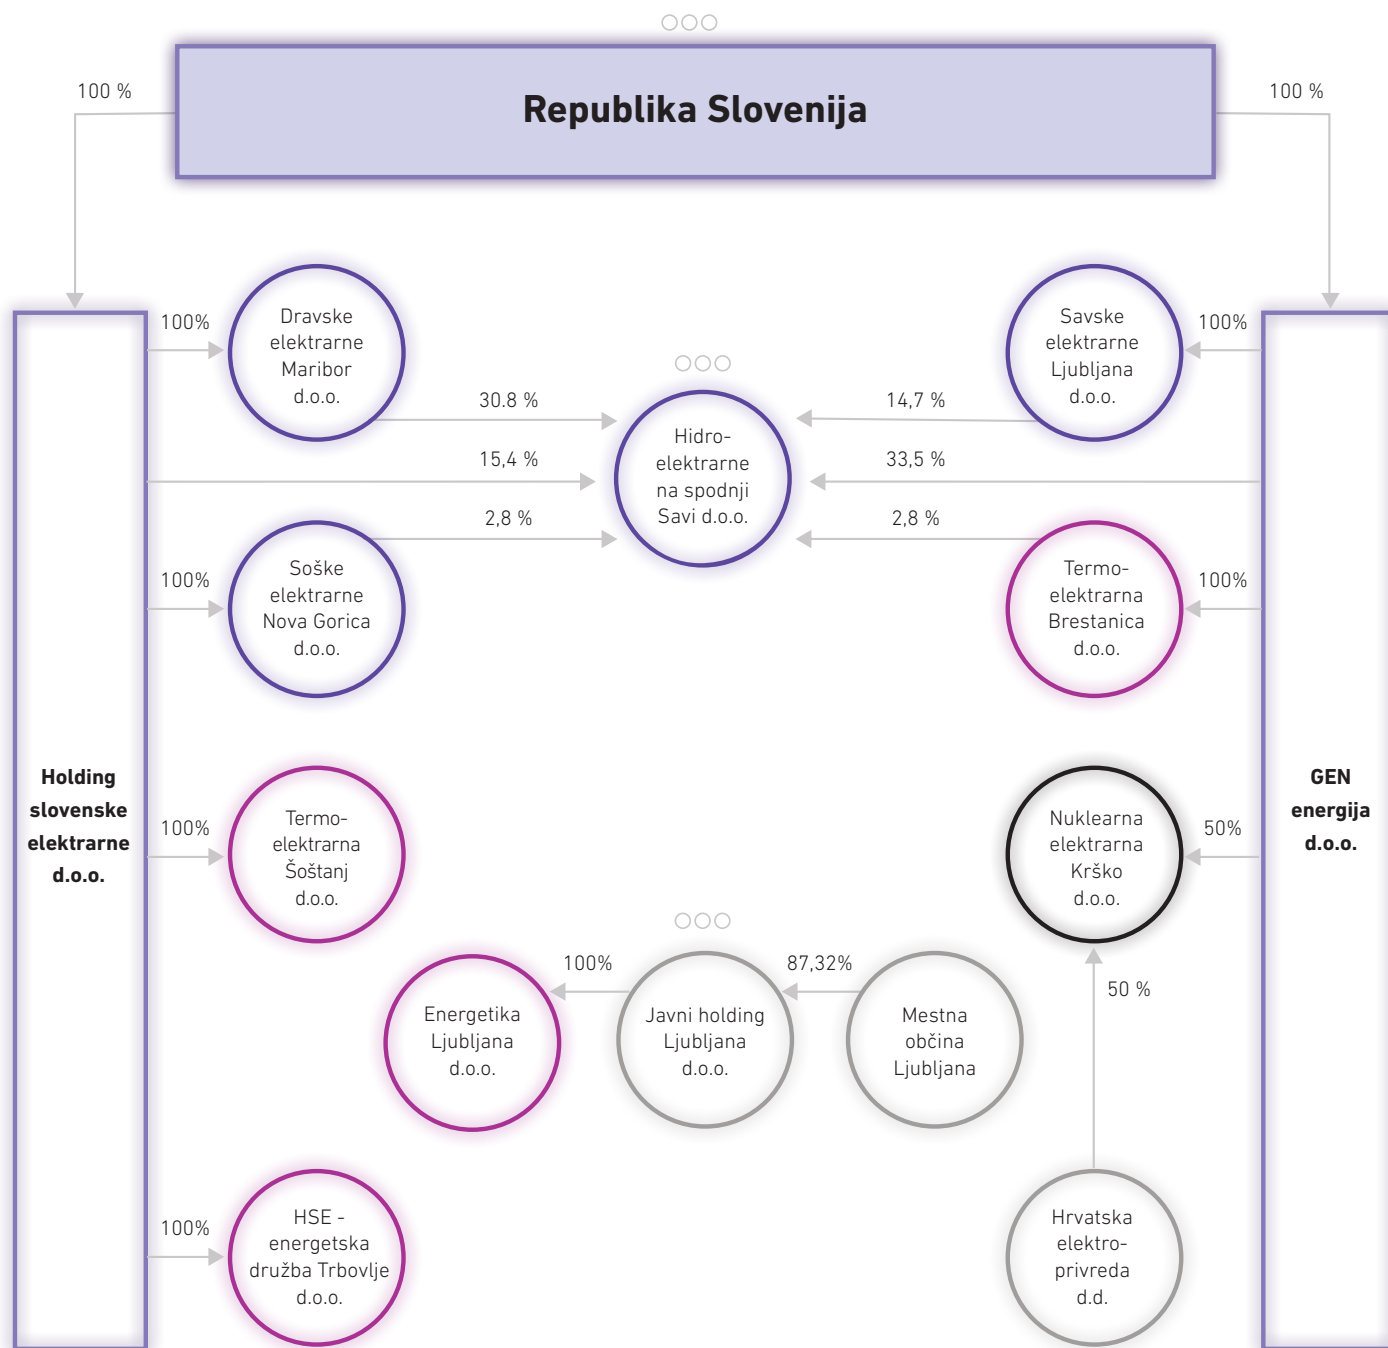 Republika Slovenija
100 %
100 %
100%
Dravske
elektrarne
Maribor
d.o.o.
Savske
elektrarne
Ljubljana
d.o.o.
100%
30.8 %
14,7 %
Hidro-
elektrarne
na spodnji
Savi d.o.o.
15,4 %
33,5 %
2,8 %
2,8 %
100%
Soške
elektrarne
Nova Gorica
d.o.o.
Termo-
elektrarna
Brestanica
d.o.o.
100%
Holding
slovenske
elektrarne
d.o.o.
100%
Termo-
elektrarna
Šoštanj
d.o.o.
Nuklearna
elektrarna
Krško
d.o.o.
50%
GEN
energija
d.o.o.
100%
87,32%
50 %
Energetika
Ljubljana
d.o.o.
Javni holding
Ljubljana
d.o.o.
Mestna
občina
Ljubljana
100%
HSE -
energetska
družba Trbovlje
d.o.o.
Hrvatska
elektro-
privreda
d.d.